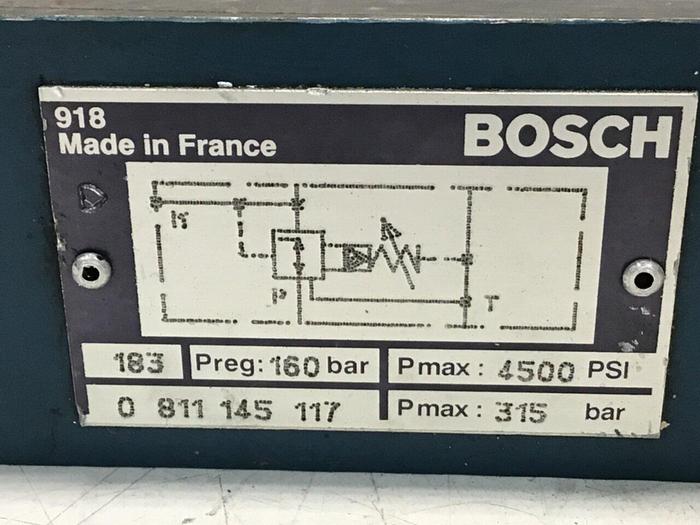 918
Made in France
BOSCH
P
T
183
Preg: 160 bar
Pmax: 4500 PSI
0 811 145 117
Pmax: 315 bar